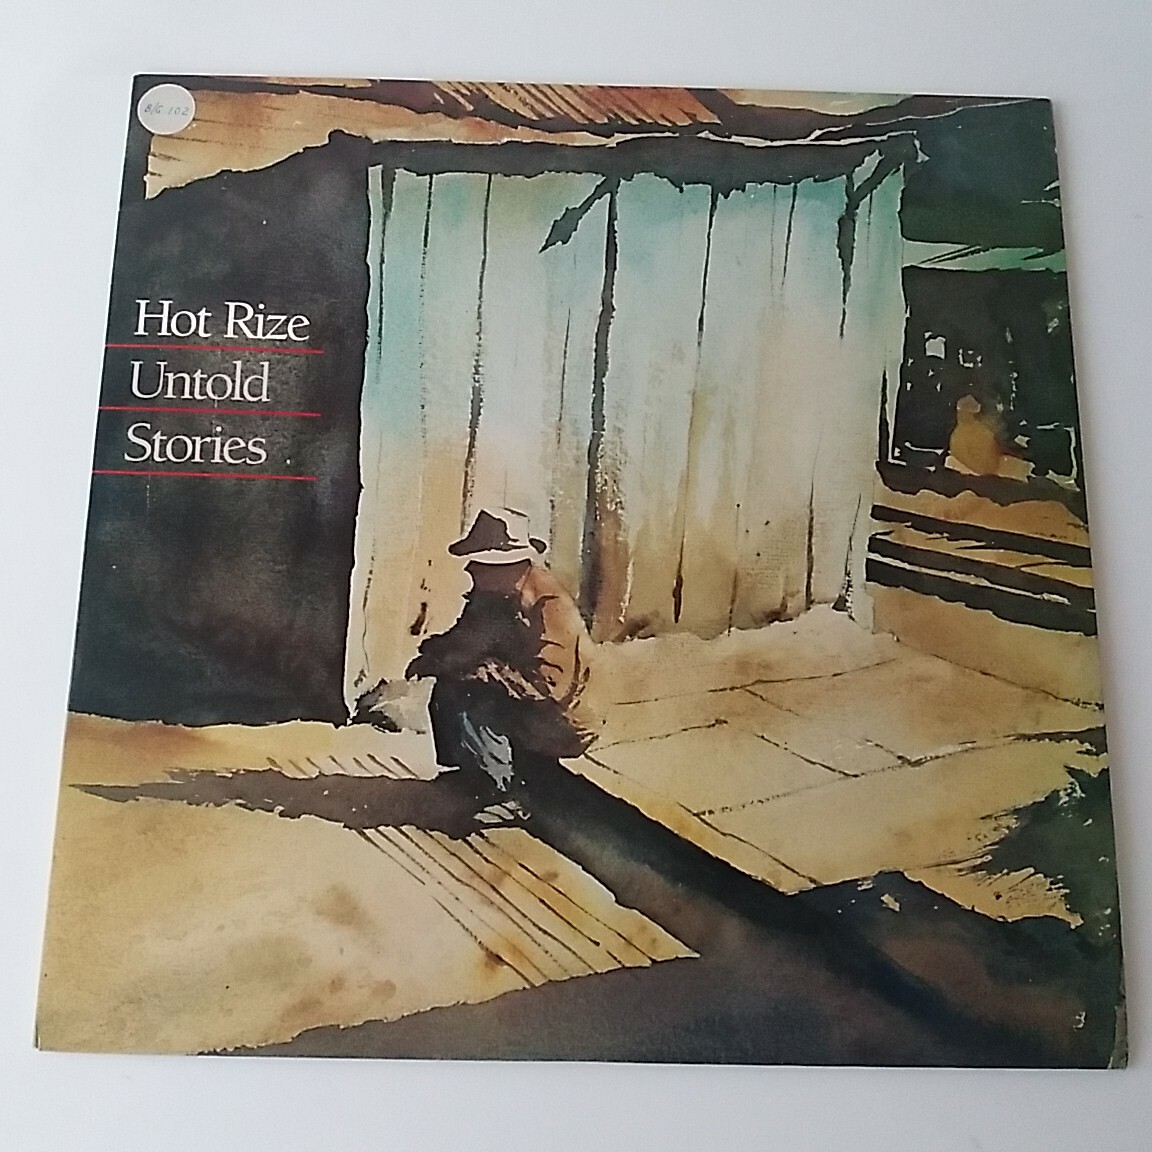 B/G 102
Hot Rize
Untold
Stories